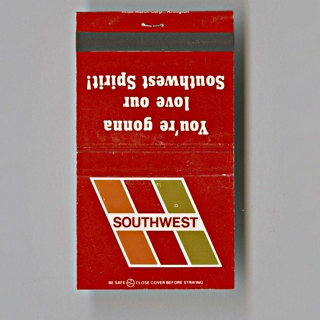 You're gonna
love our
Southwest Spirit!
SOUTHWEST
BE SAFE CLOSE COVER BEFORE STRIKING